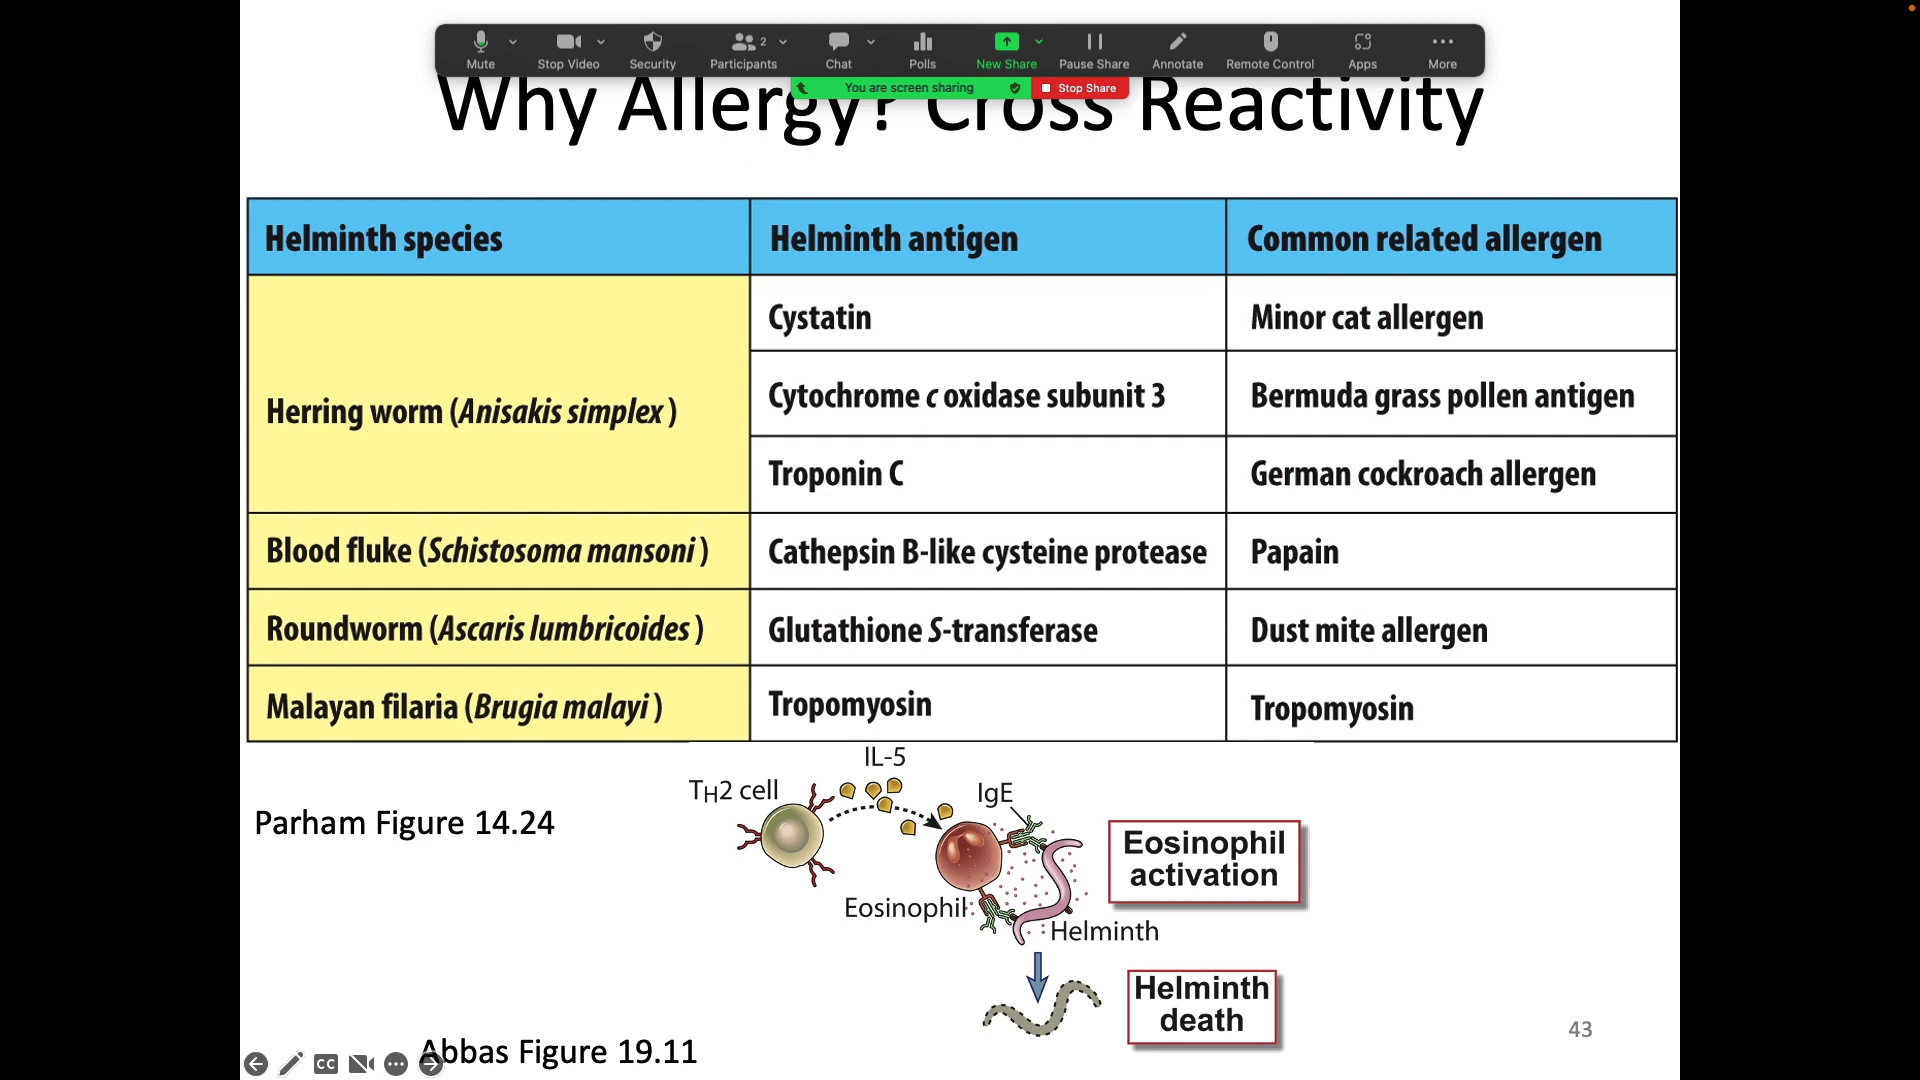 Mute
Stop Video
Security
Participants
2
Chat
Polls
New Share
Pause Share
Annotate
Remote Control
Apps
More
You are screen sharing
Stop Share
Why Allergy? Cross Reactivity
Helminth species
Helminth antigen
Common related allergen
Herring worm (Anisakis simplex)
Cystatin
Minor cat allergen
Cytochrome c oxidase subunit 3
Bermuda grass pollen antigen
Troponin C
German cockroach allergen
Blood fluke (Schistosoma mansoni)
Cathepsin B-like cysteine protease
Papain
Roundworm (Ascaris lumbricoides)
Glutathione S-transferase
Dust mite allergen
Malayan filaria (Brugia malayi)
Tropomyosin
Tropomyosin
Parham Figure 14.24
TH2 cell
IL-5
IgE
Eosinophil
Helminth
Eosinophil
activation
Helminth
death
43
CC
Abbas Figure 19.11